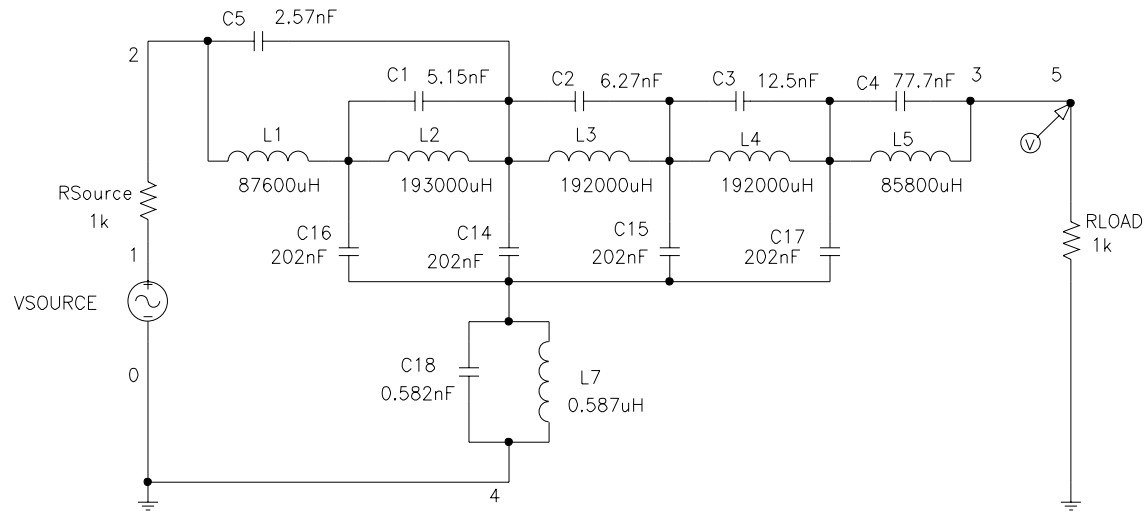 C5
2.57nF
2
C1
5.15nF
C2
6.27nF
C3
12.5nF
C4
77.7nF
3
5
L1
L2
L3
L4
L5
V
87600uH
193000uH
192000uH
192000uH
85800uH
RSource
1k
C16
202nF
C14
202nF
C15
202nF
C17
202nF
RLOAD
1k
1
+
VSOURCE
−
0
C18
0.582nF
L7
0.587uH
4